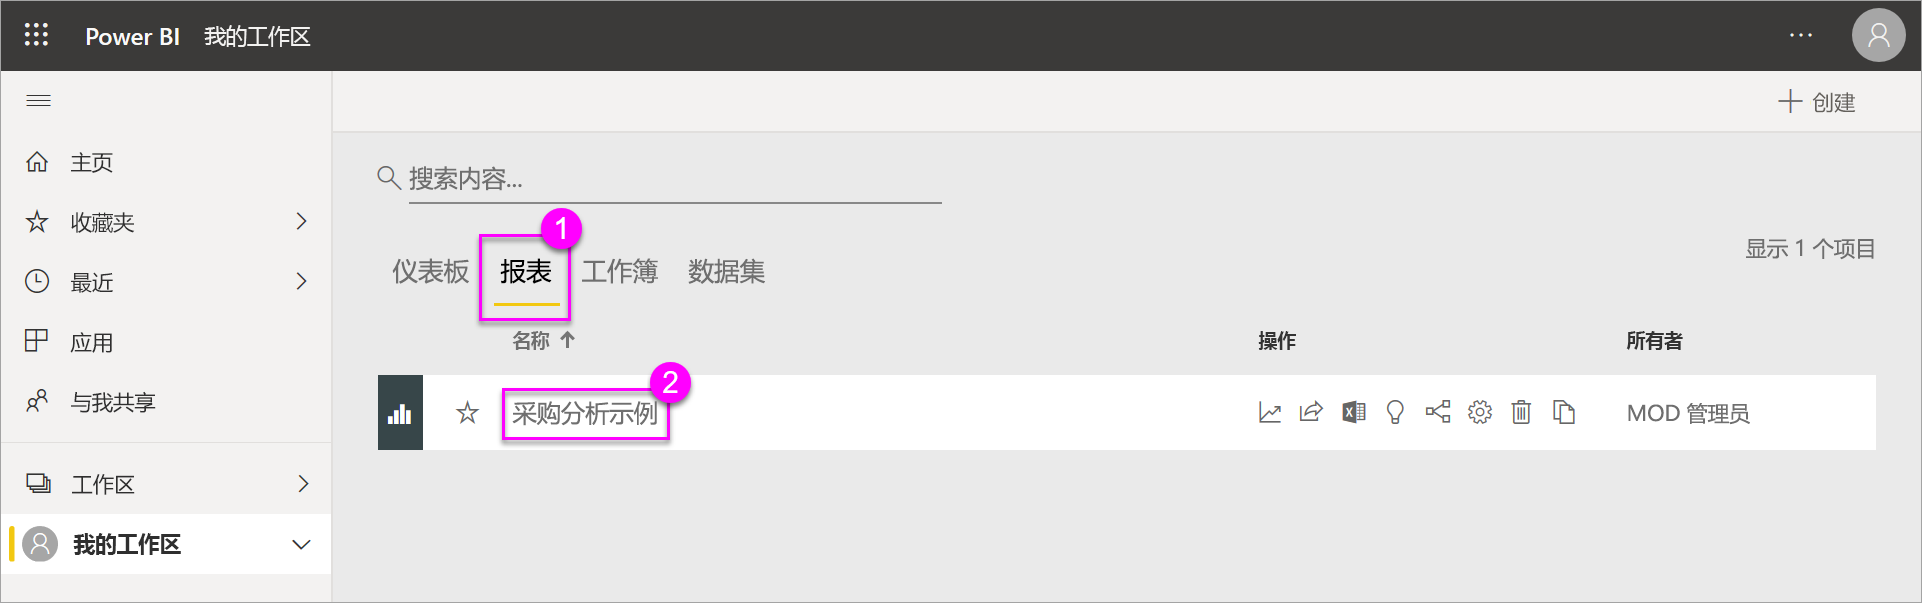 Power BI 我的工作区
创建
主页
收藏夹
最近
应用
与我共享
工作区
我的工作区
搜索内容...
1
仪表板 报表 工作簿 数据集
显示 1 个项目
名称 操作 所有者
2
采购分析示例 MOD 管理员